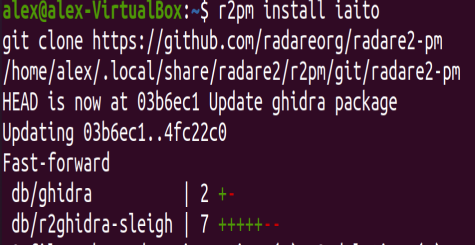 alex@alex-VirtualBox:~$ r2pm install iaito
git clone https://github.com/radareorg/radare2-pm
/home/alex/.local/share/radare2/r2pm/git/radare2-pm
HEAD is now at 03b6ec1 Update ghidra package
Updating 03b6ec1..4fc22c0
Fast-forward
db/ghidra | 2 +-
db/r2ghidra-sleigh | 7 +++++--